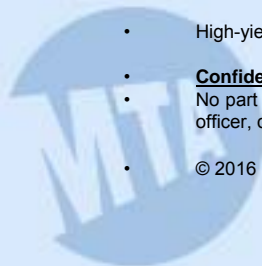 • High-yie
• Confide
• No part
officer,
• © 2016
MTA